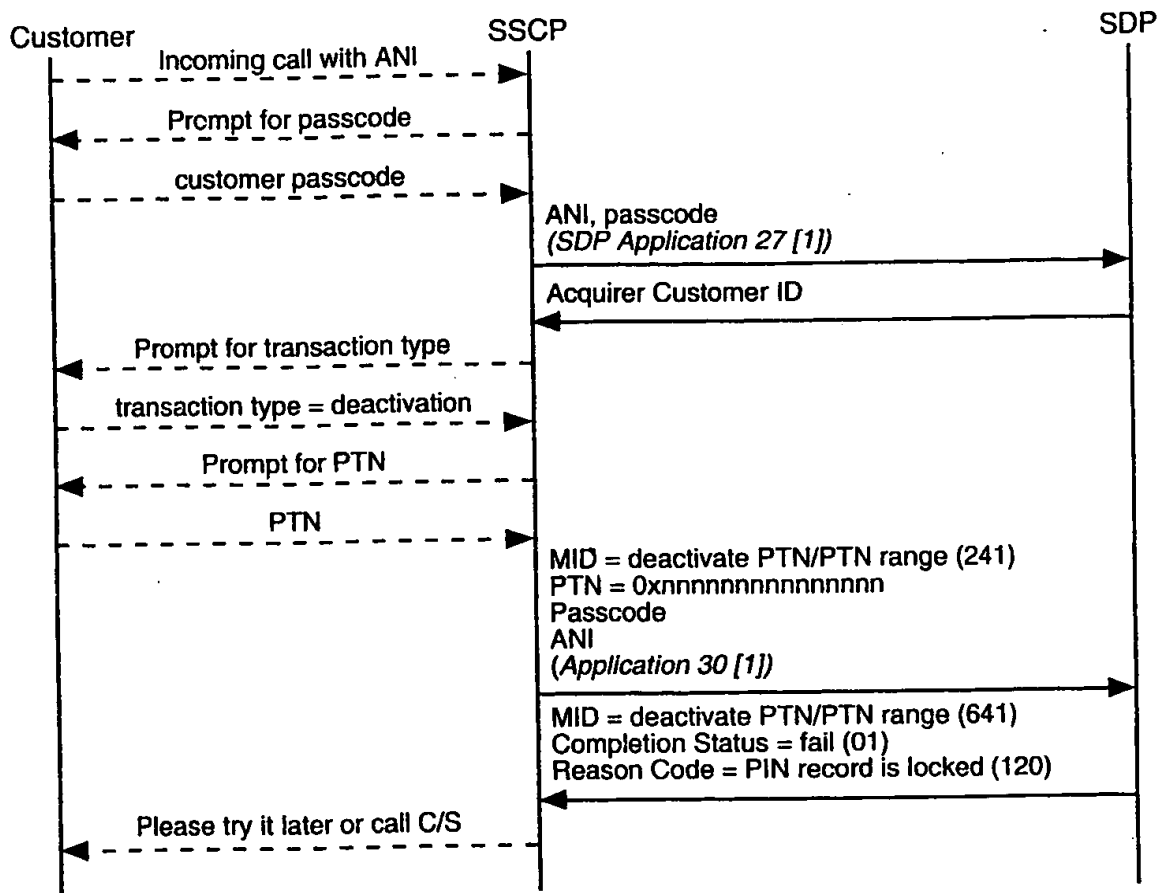 Customer
SSCP
SDP
Incoming call with ANI
Prompt for passcode
customer passcode
ANI, passcode
(SDP Application 27 [1])
Acquirer Customer ID
Prompt for transaction type
transaction type = deactivation
Prompt for PTN
PTN
MID = deactivate PTN/PTN range (241)
PTN = 0xnnnnnnnnnnnnnnnn
Passcode
ANI
(Application 30 [1])
MID = deactivate PTN/PTN range (641)
Completion Status = fail (01)
Reason Code = PIN record is locked (120)
Please try it later or call C/S